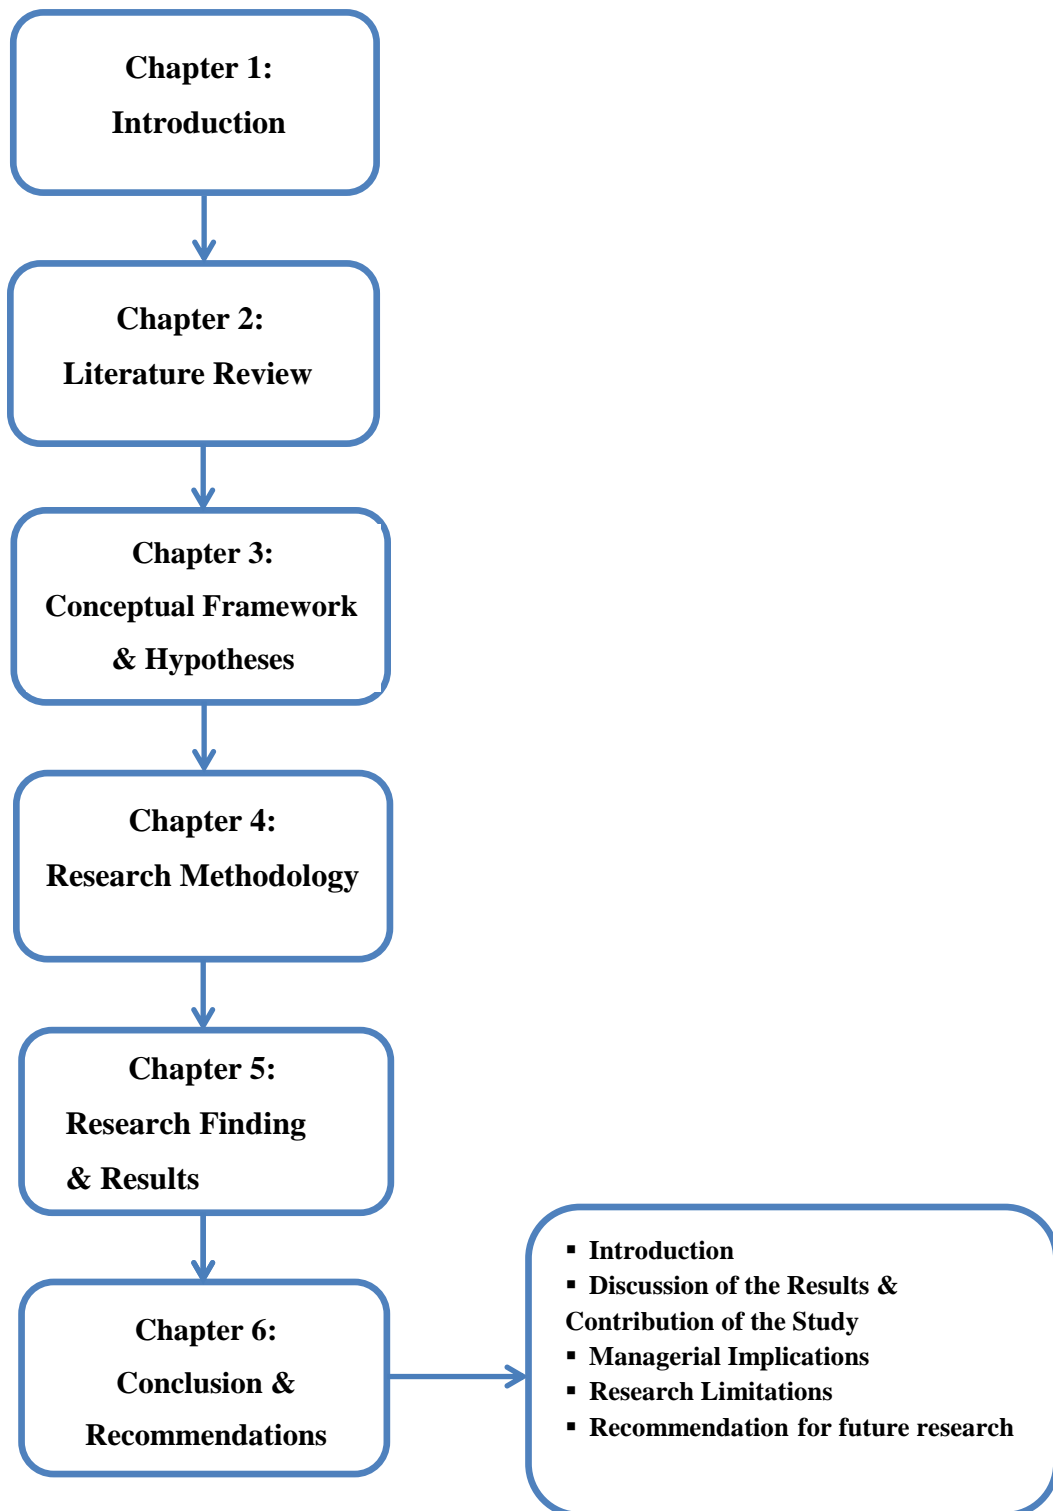 Chapter 1:
Introduction
Chapter 2:
Literature Review
Chapter 3:
Conceptual Framework
& Hypotheses
Chapter 4:
Research Methodology
Chapter 5:
Research Finding
& Results
Chapter 6:
Conclusion &
Recommendations
▪ Introduction
▪ Discussion of the Results &
Contribution of the Study
▪ Managerial Implications
▪ Research Limitations
▪ Recommendation for future research